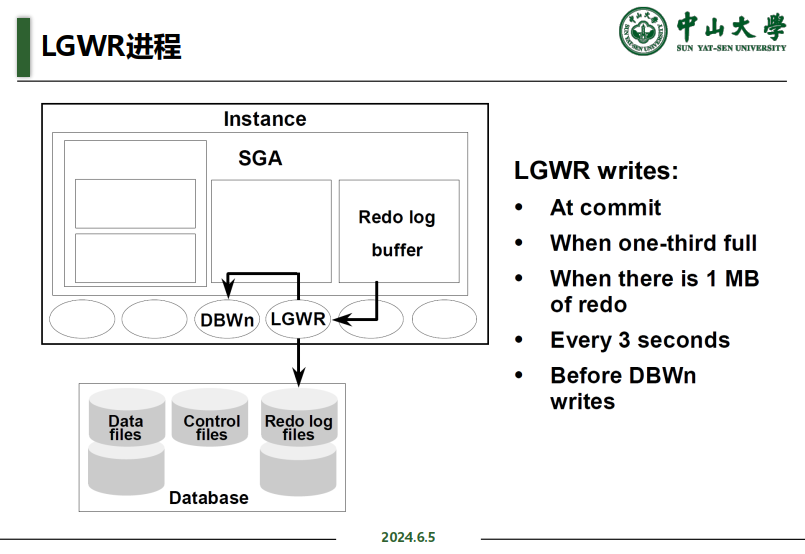 LGWR进程
中山大学
SUN YAT-SEN UNIVERSITY
Instance
SGA
Redo log
buffer
DBWn
LGWR
Data
files
Control
files
Redo log
files
Database
LGWR writes:
• At commit
• When one-third full
• When there is 1 MB
of redo
• Every 3 seconds
• Before DBWn
writes
2024.6.5